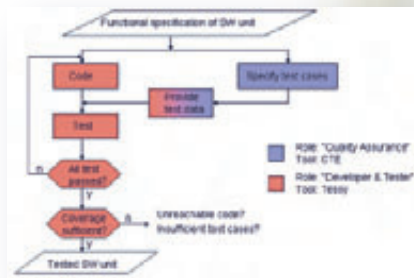 Functional specification of SW unit
Code
Specify test cases
Provide
test data
Test
Role: "Quality Assurance"
Tool: CTE
Role: "Developer & Tester"
Tool: Tessy
All test
passed?
n
y
Coverage
sufficient?
n
Unreachable code?
Insufficient test cases?
y
Tested SW unit